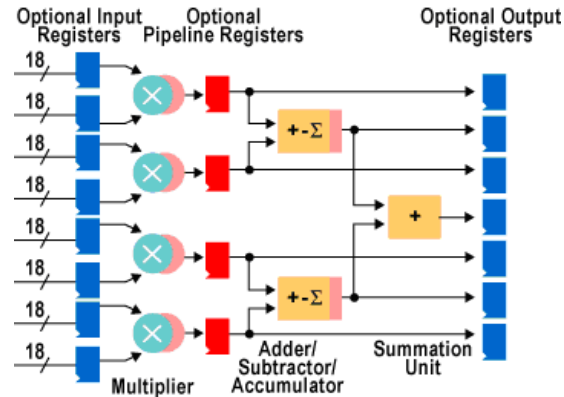 Optional Input
Registers
Optional
Pipeline Registers
Optional Output
Registers
18
18
18
18
18
18
18
18
×
×
×
×
+-Σ
+-Σ
+
Multiplier
Adder/
Subtractor/
Accumulator
Summation
Unit